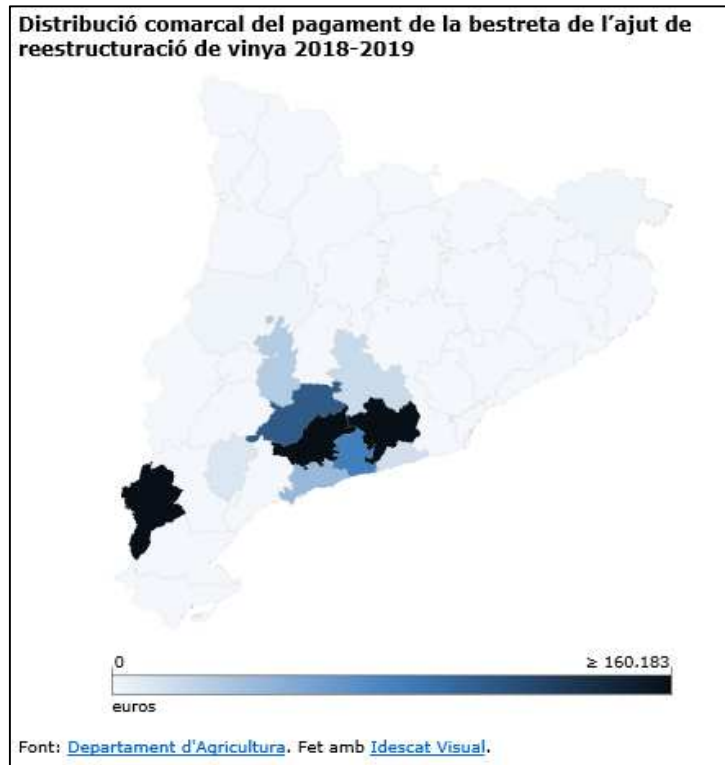 Distribució comarcal del pagament de la bestreta de l’ajut de
reestructuració de vinya 2018-2019
0
≥ 160.183
euros
Font: Departament d'Agricultura. Fet amb Idescat Visual.